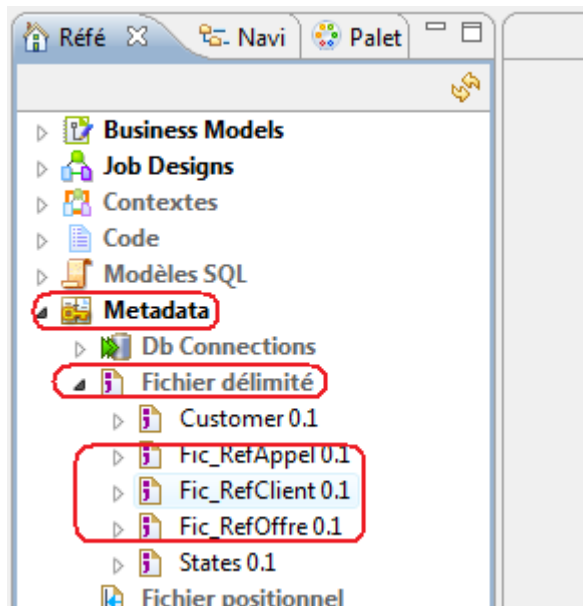 Référ Navi Palet
Business Models
Job Designs
Contextes
Code
Modèles SQL
Metadata
Db Connections
Fichier délimité
Customer 0.1
Fic_RefAppel 0.1
Fic_RefClient 0.1
Fic_RefOffre 0.1
States 0.1
Fichier positionnel